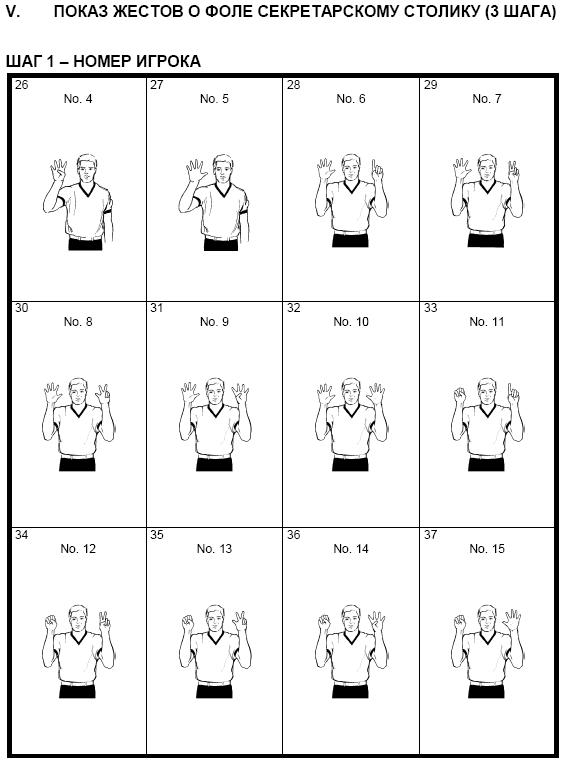 V. ПОКАЗ ЖЕСТОВ О ФОЛЕ СЕКРЕТАРСКОМУ СТОЛИКУ (3 ШАГА)
ШАГ 1 – НОМЕР ИГРОКА
26 27 28 29
No. 4 No. 5 No. 6 No. 7
30 31 32 33
No. 8 No. 9 No. 10 No. 11
34 35 36 37
No. 12 No. 13 No. 14 No. 15